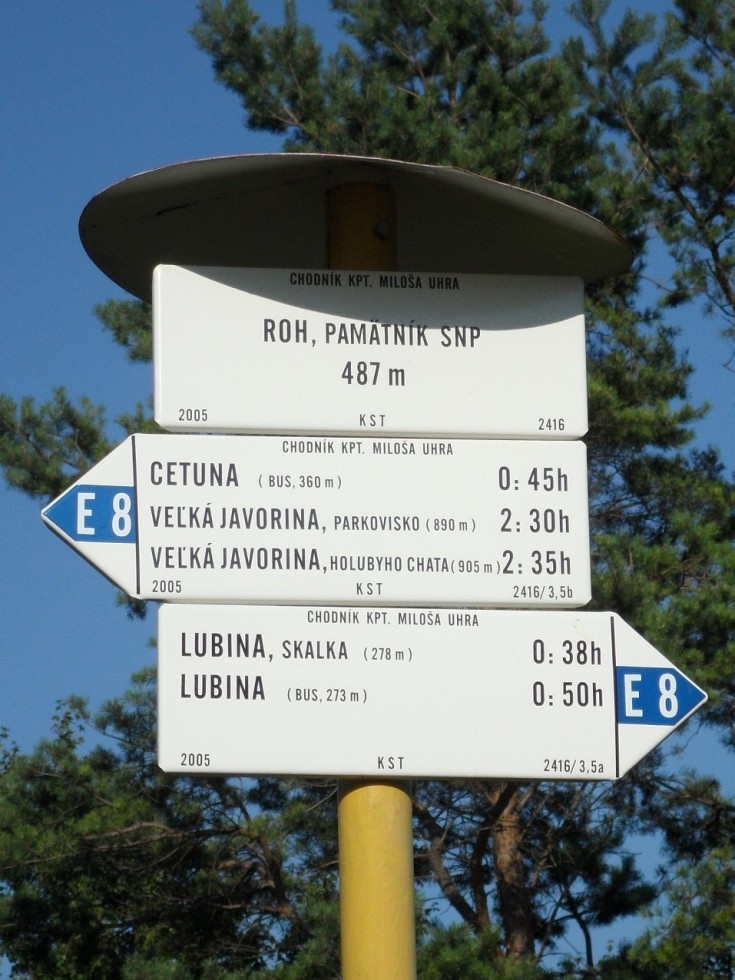 CHODNÍK KPT. MILOŠA UHRA
ROH, PAMÄTNÍK SNP
487 m
2005 KST 2416
CHODNÍK KPT. MILOŠA UHRA
E 8
CETUNA (BUS, 360 m) 0: 45h
VEĽKÁ JAVORINA, PARKOVISKO (890 m) 2: 30h
VEĽKÁ JAVORINA, HOLUBYHO CHATA (905 m) 2: 35h
2005 KST 2416/3,5b
CHODNÍK KPT. MILOŠA UHRA
LUBINA, SKALKA (278 m) 0: 38h
LUBINA (BUS, 273 m) 0: 50h
E 8
2005 KST 2416/3,5a